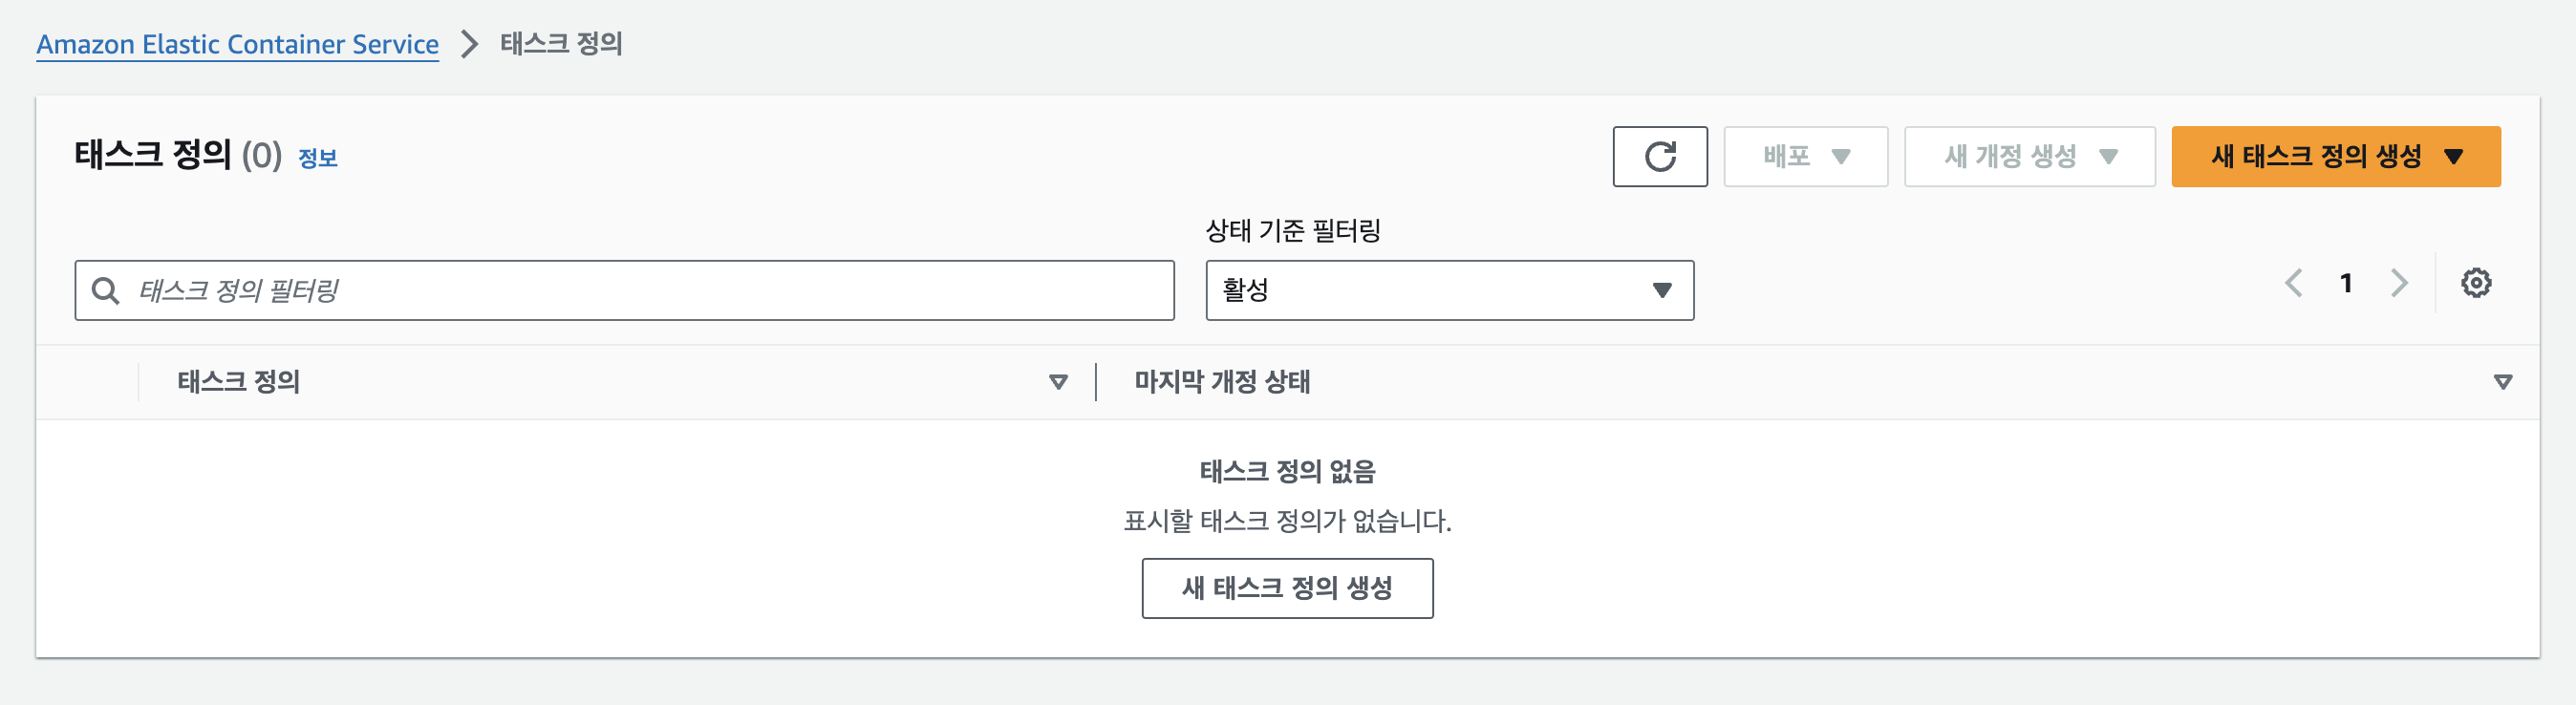 Amazon Elastic Container Service > 태스크 정의
태스크 정의 (0) 정보
배포
새 개정 생성
새 태스크 정의 생성
상태 기준 필터링
태스크 정의 필터링
활성
1
태스크 정의
마지막 개정 상태
태스크 정의 없음
표시할 태스크 정의가 없습니다.
새 태스크 정의 생성